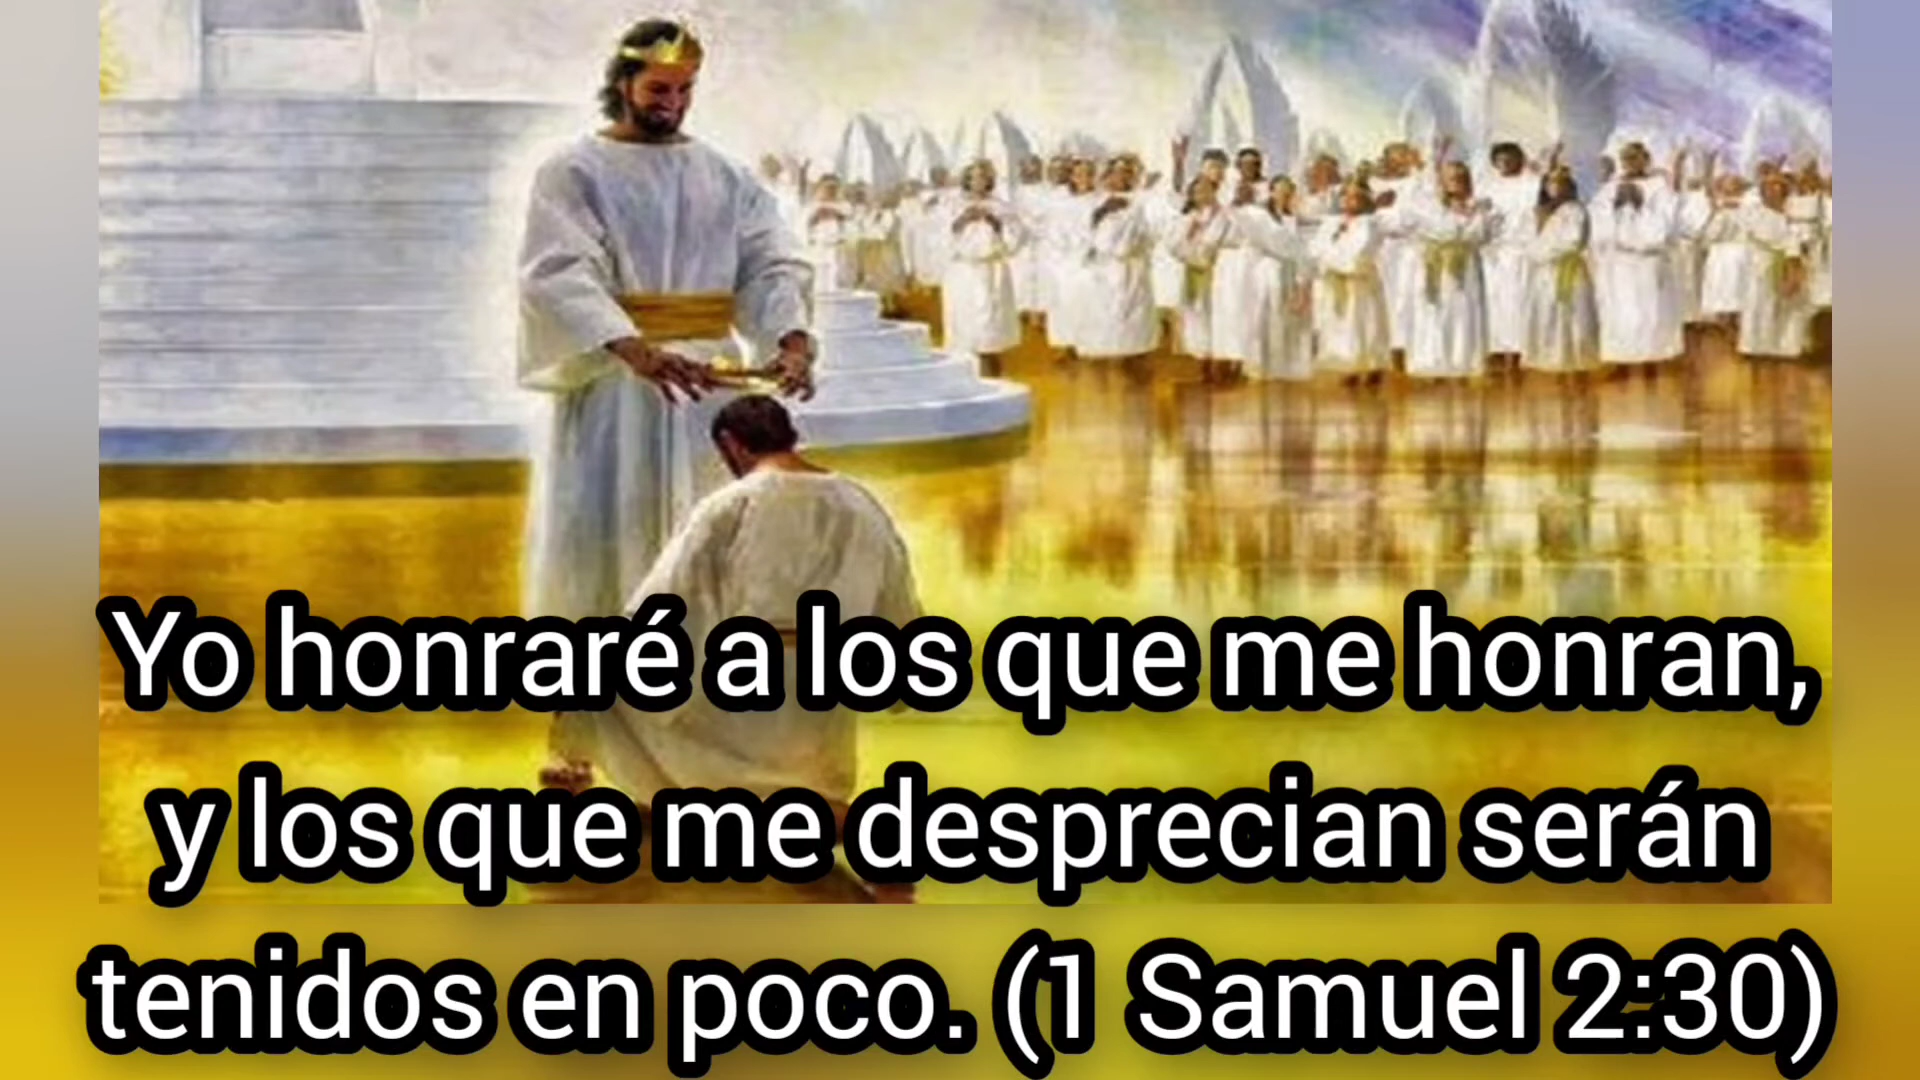 Yo honraré a los que me honran,
y los que me desprecian serán
tenidos en poco. (1 Samuel 2:30)